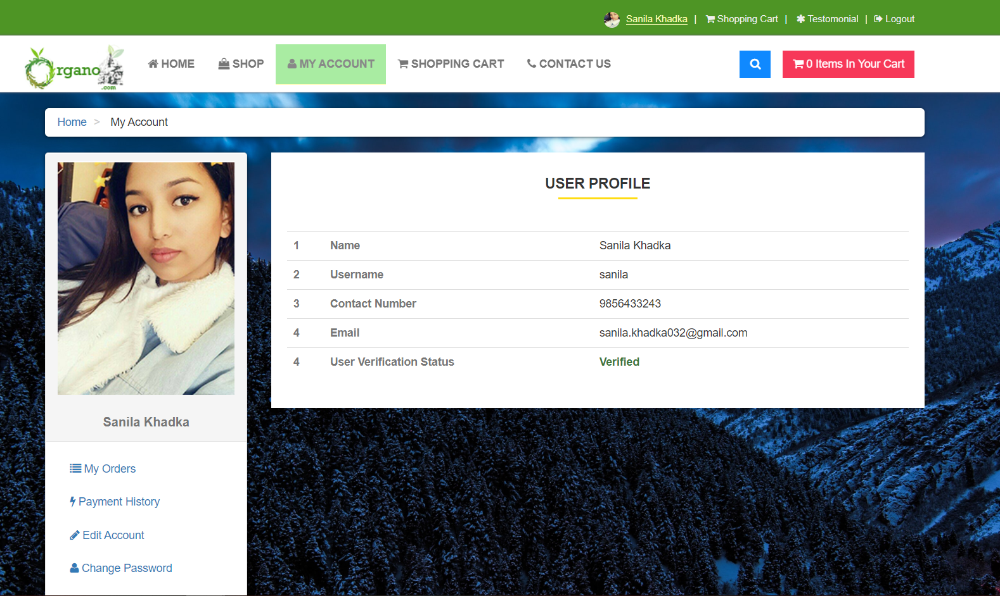 Sanila Khadka | Shopping Cart | Testomonial | Logout
Organo
.com
HOME SHOP MY ACCOUNT SHOPPING CART CONTACT US 0 Items In Your Cart
Home > My Account
USER PROFILE
1 Name Sanila Khadka
2 Username sanila
3 Contact Number 9856433243
4 Email sanila.khadka032@gmail.com
4 User Verification Status Verified
Sanila Khadka
My Orders
Payment History
Edit Account
Change Password